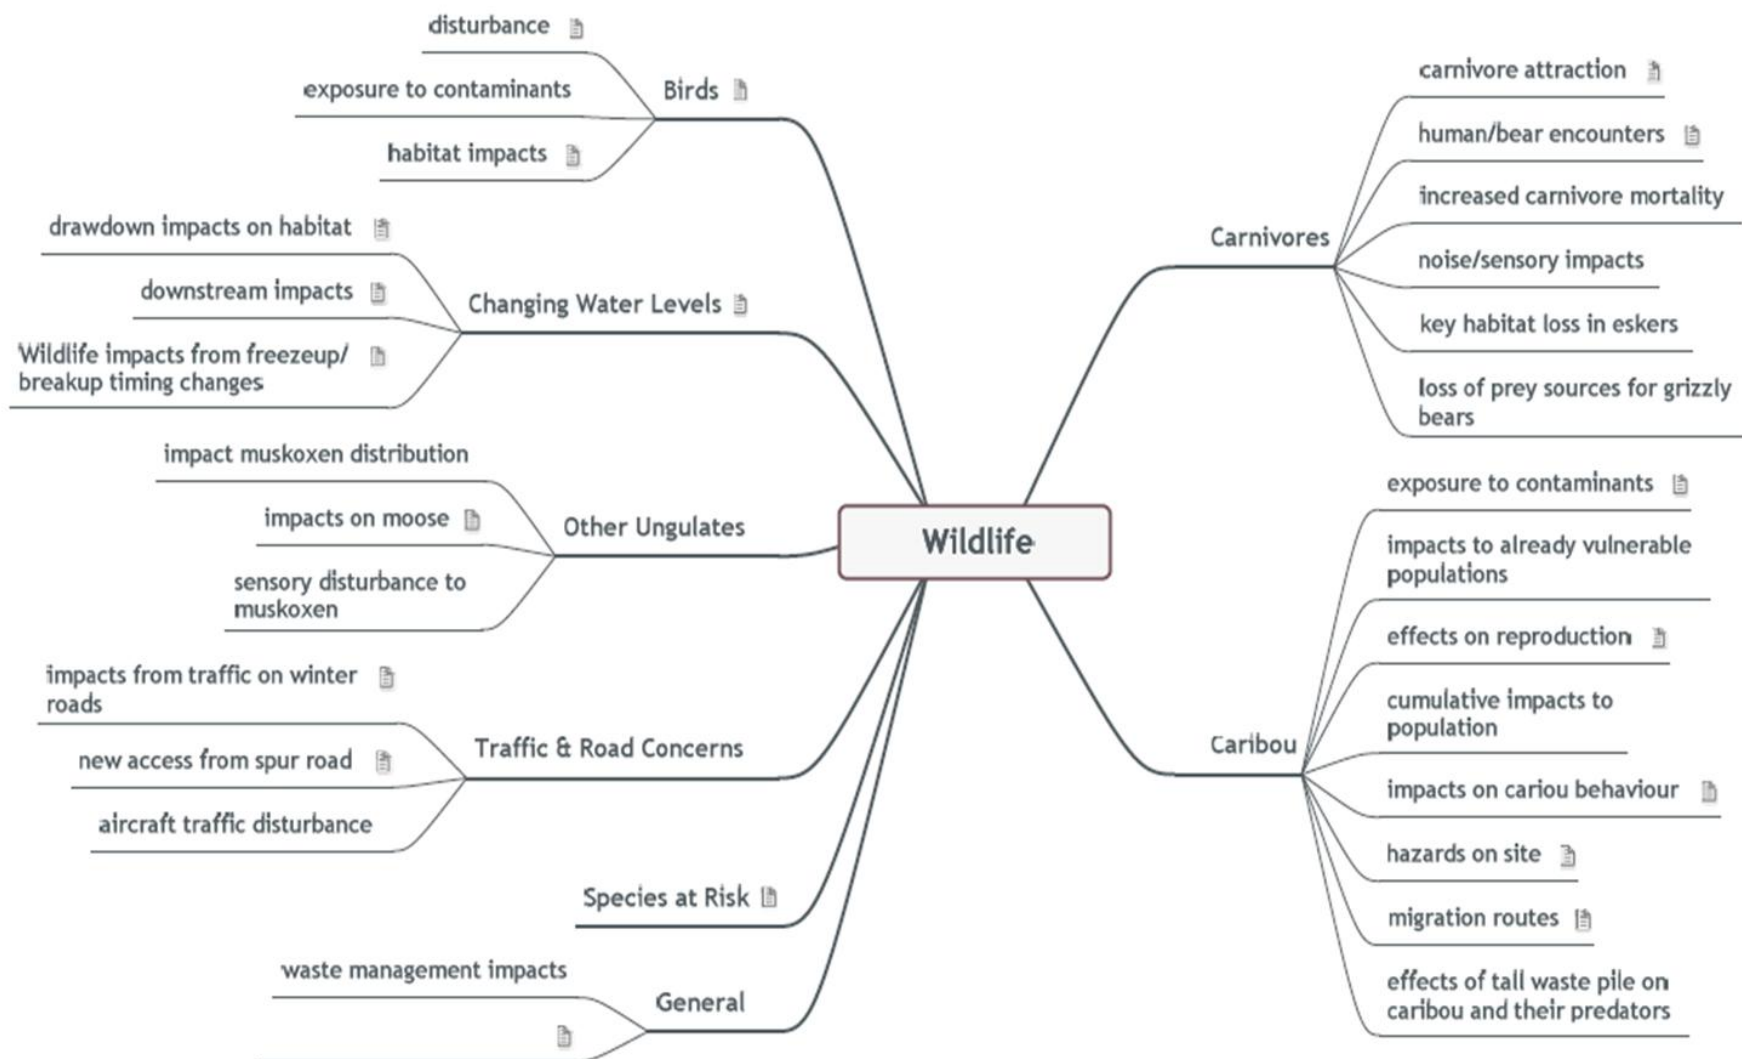 Wildlife
Carnivores
carnivore attraction
human/bear encounters
increased carnivore mortality
noise/sensory impacts
key habitat loss in eskers
loss of prey sources for grizzly
bears
Caribou
exposure to contaminants
impacts to already vulnerable
populations
effects on reproduction
cumulative impacts to
population
impacts on cariou behaviour
hazards on site
migration routes
effects of tall waste pile on
caribou and their predators
Birds
disturbance
exposure to contaminants
habitat impacts
Changing Water Levels
drawdown impacts on habitat
downstream impacts
Wildlife impacts from freezeup/
breakup timing changes
Other Ungulates
impact muskoxen distribution
impacts on moose
sensory disturbance to
muskoxen
Traffic & Road Concerns
impacts from traffic on winter
roads
new access from spur road
aircraft traffic disturbance
Species at Risk
General
waste management impacts